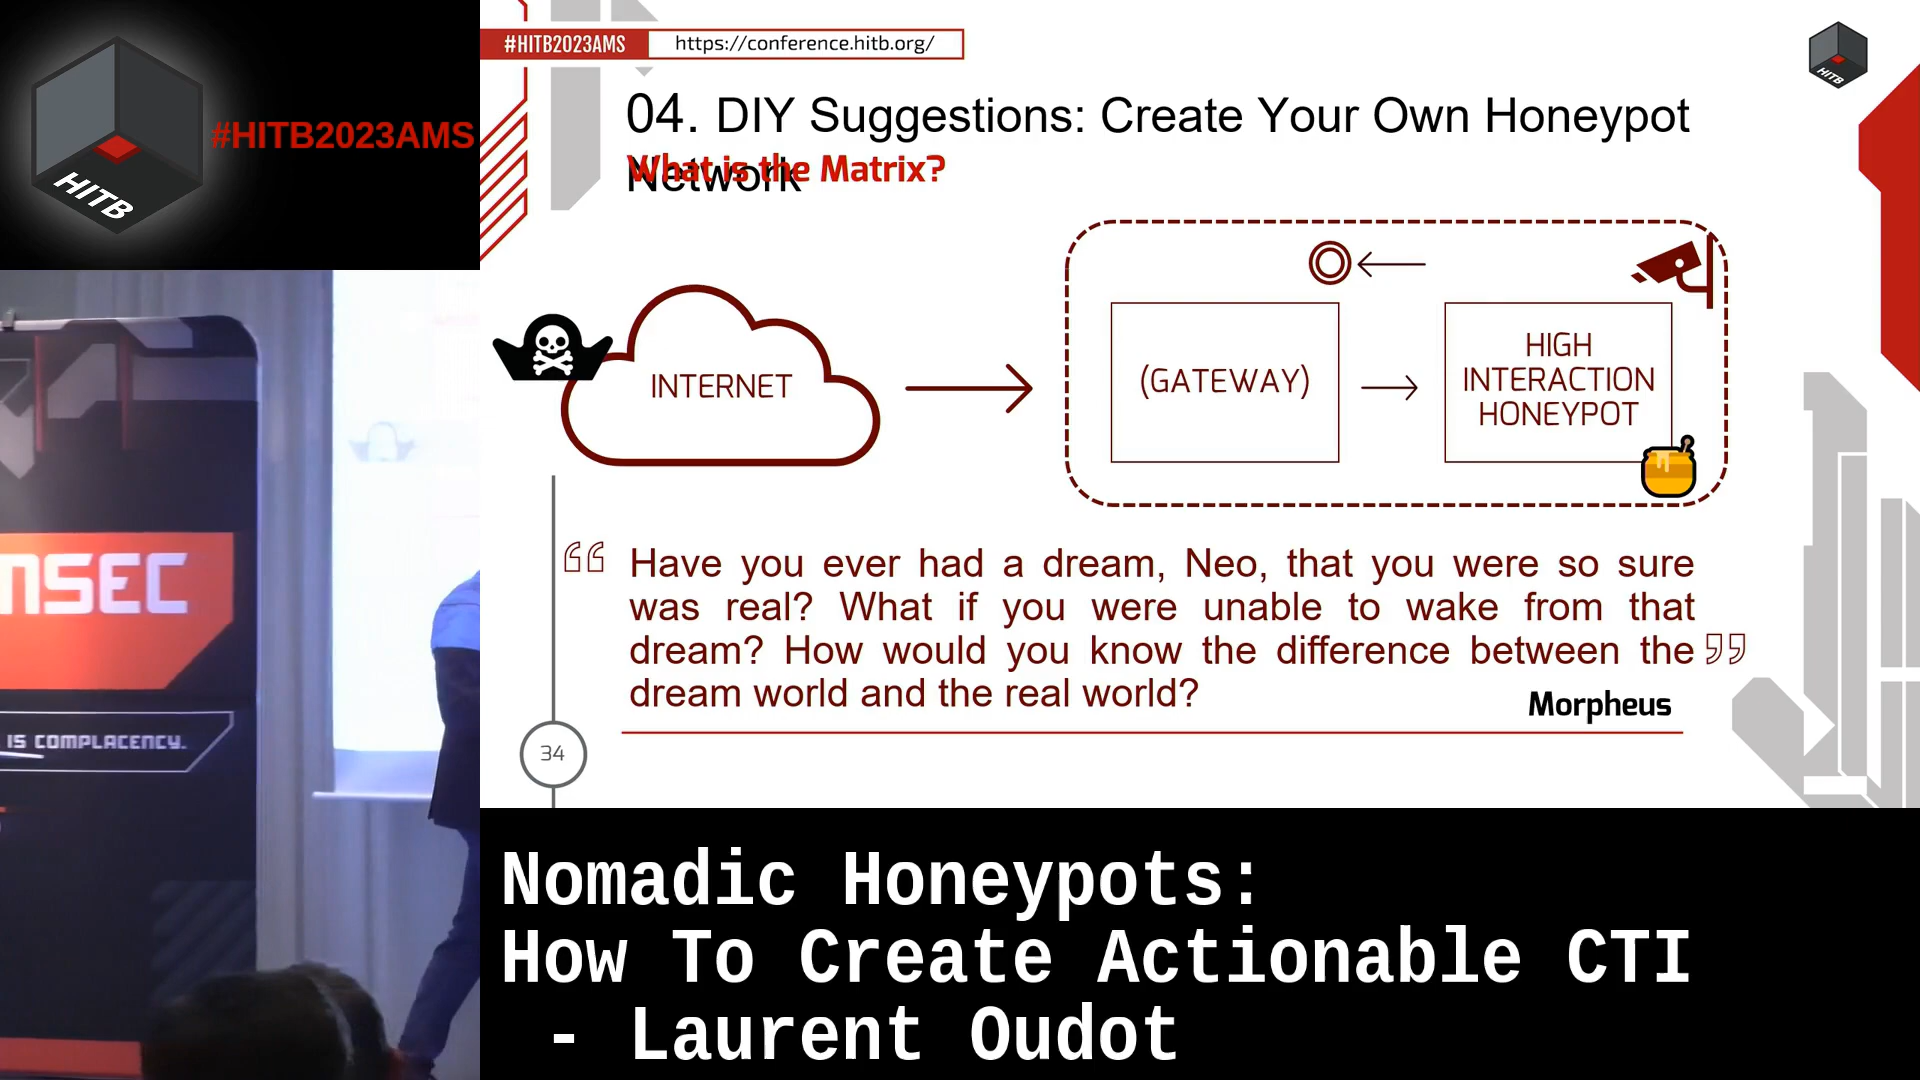 HITB
#HITB2023AMS
#HITB2023AMS
https://conference.hitb.org/
HITB
04. DIY Suggestions: Create Your Own Honeypot
Network
What is the Matrix?
INTERNET
(GATEWAY)
HIGH
INTERACTION
HONEYPOT
“ Have you ever had a dream, Neo, that you were so sure
was real? What if you were unable to wake from that
dream? How would you know the difference between the ”
dream world and the real world?
Morpheus
34
MSEC
IS COMPLACENCY.
Nomadic Honeypots:
How To Create Actionable CTI
- Laurent Oudot